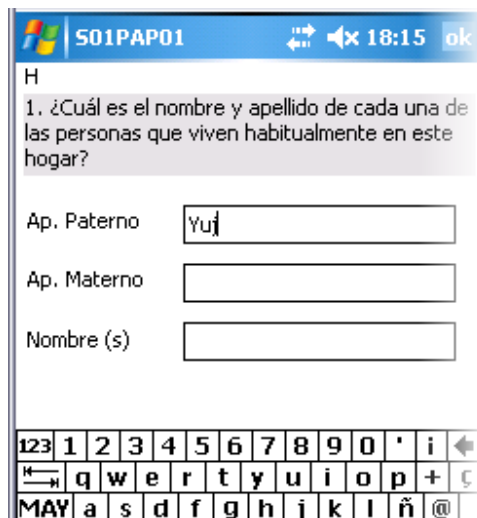 S01PAP01 18:15 ok
H
1. ¿Cuál es el nombre y apellido de cada una de
las personas que viven habitualmente en este
hogar?
Ap. Paterno Yuj
Ap. Materno
Nombre (s)
123 1 2 3 4 5 6 7 8 9 0 ' i
q w e r t y u i o p + ç
MAY a s d f g h j k l ñ @